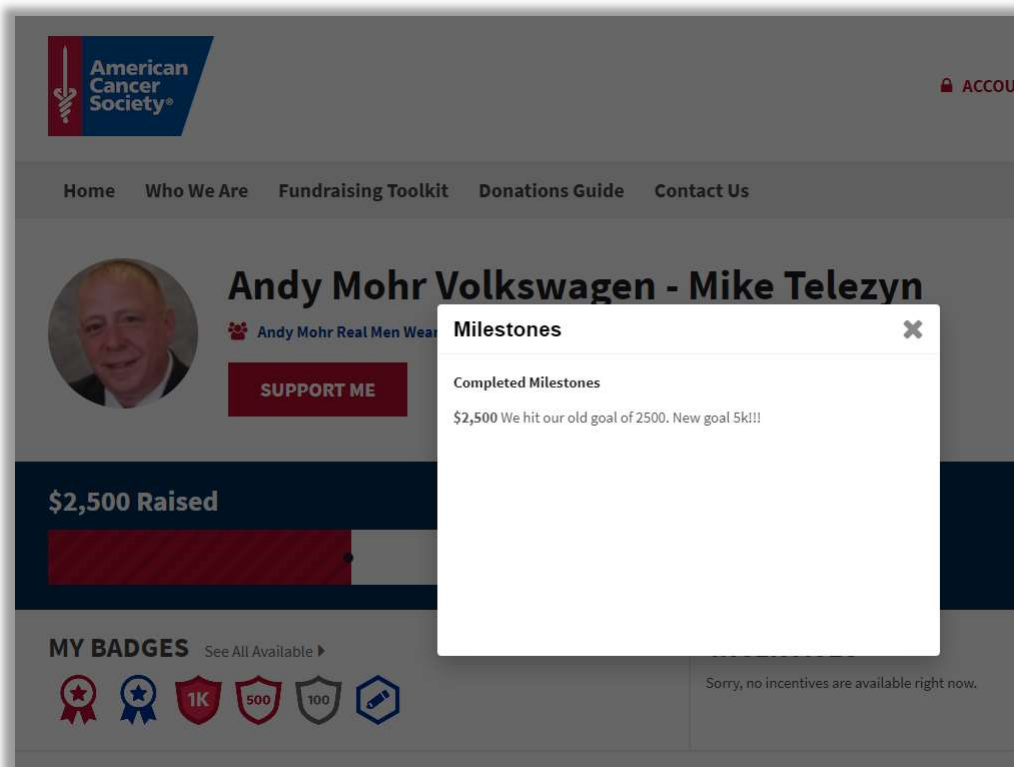 American
Cancer
Society®
ACCOU
Home Who We Are Fundraising Toolkit Donations Guide Contact Us
Andy Mohr Volkswagen - Mike Telezyn
Andy Mohr Real Men Wear
SUPPORT ME
Milestones
Completed Milestones
$2,500 We hit our old goal of 2500. New goal 5k!!!
$2,500 Raised
MY BADGES See All Available
1K 500 100
Sorry, no incentives are available right now.